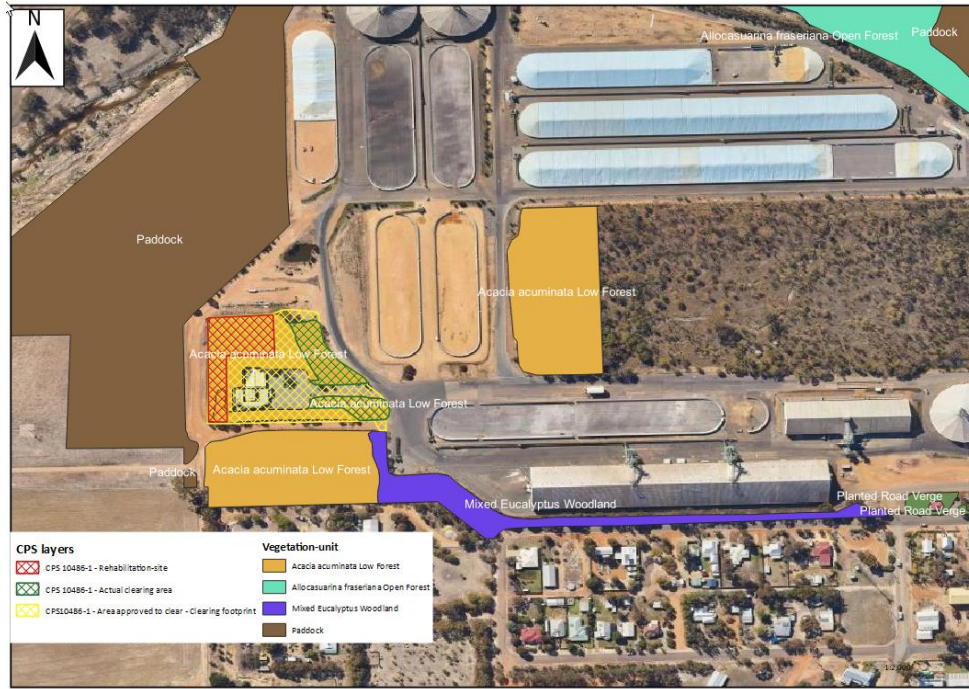 N
Allocasuarina fraseriana Open Forest
Paddock
Paddock
Acacia acuminata Low Forest
Acacia acuminata Low Forest
Acacia acuminata Low Forest
Paddock
Acacia acuminata Low Forest
Planted Road Verge
Mixed Eucalyptus Woodland
Planted Road Verge
CPS layers
CPS 10486-1 - Rehabilitation-site
CPS 10486-1 - Actual clearing area
CPS10486-1 - Area approved to clear - Clearing footprint
Vegetation-unit
Acacia acuminata Low Forest
Allocasuarina fraseriana Open Forest
Mixed Eucalyptus Woodland
Paddock
1:2,000